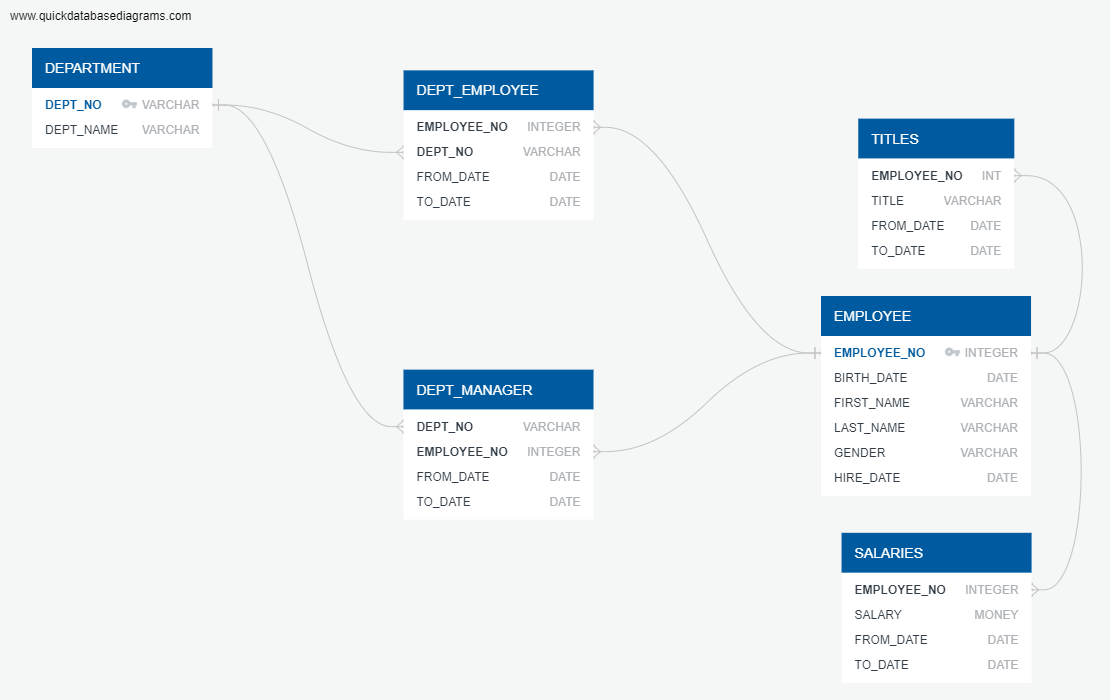 www.quickdatabasediagrams.com
DEPARTMENT
DEPT_NO VARCHAR
DEPT_NAME VARCHAR
DEPT_EMPLOYEE
EMPLOYEE_NO INTEGER
DEPT_NO VARCHAR
FROM_DATE DATE
TO_DATE DATE
TITLES
EMPLOYEE_NO INT
TITLE VARCHAR
FROM_DATE DATE
TO_DATE DATE
EMPLOYEE
EMPLOYEE_NO INTEGER
BIRTH_DATE DATE
FIRST_NAME VARCHAR
LAST_NAME VARCHAR
GENDER VARCHAR
HIRE_DATE DATE
DEPT_MANAGER
DEPT_NO VARCHAR
EMPLOYEE_NO INTEGER
FROM_DATE DATE
TO_DATE DATE
SALARIES
EMPLOYEE_NO INTEGER
SALARY MONEY
FROM_DATE DATE
TO_DATE DATE